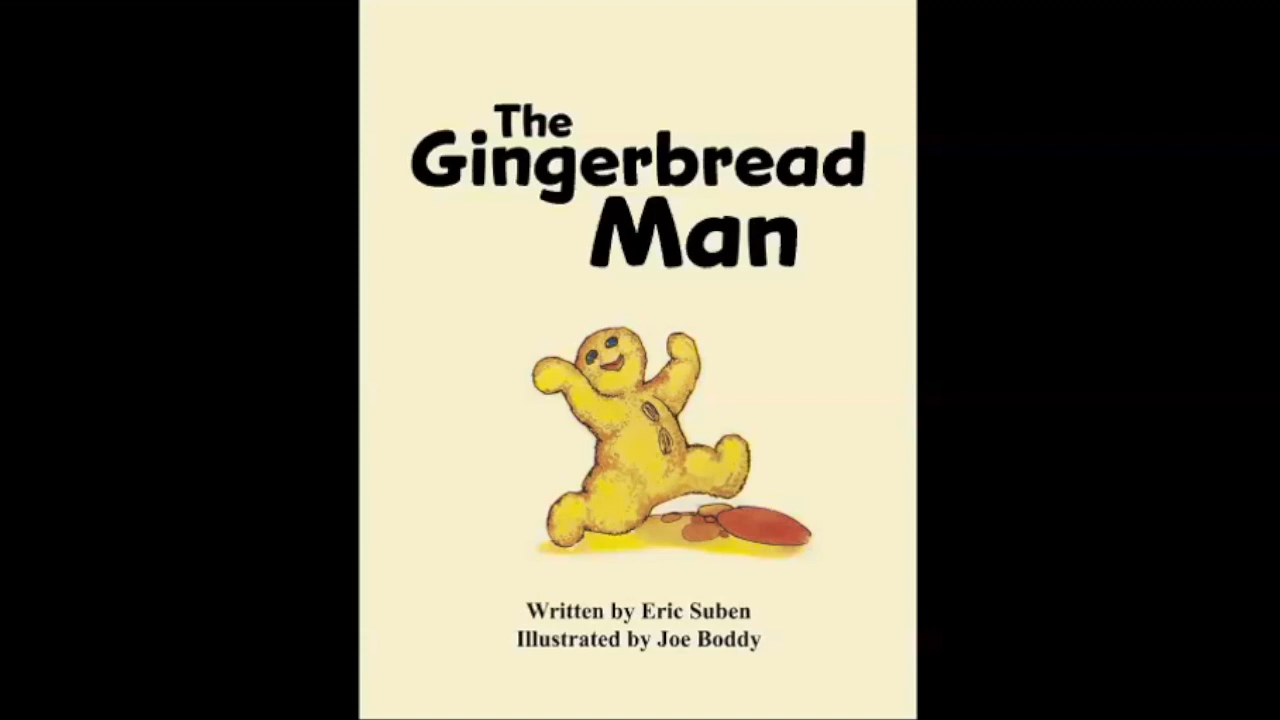 The
Gingerbread
Man
Written by Eric Suben
Illustrated by Joe Boddy